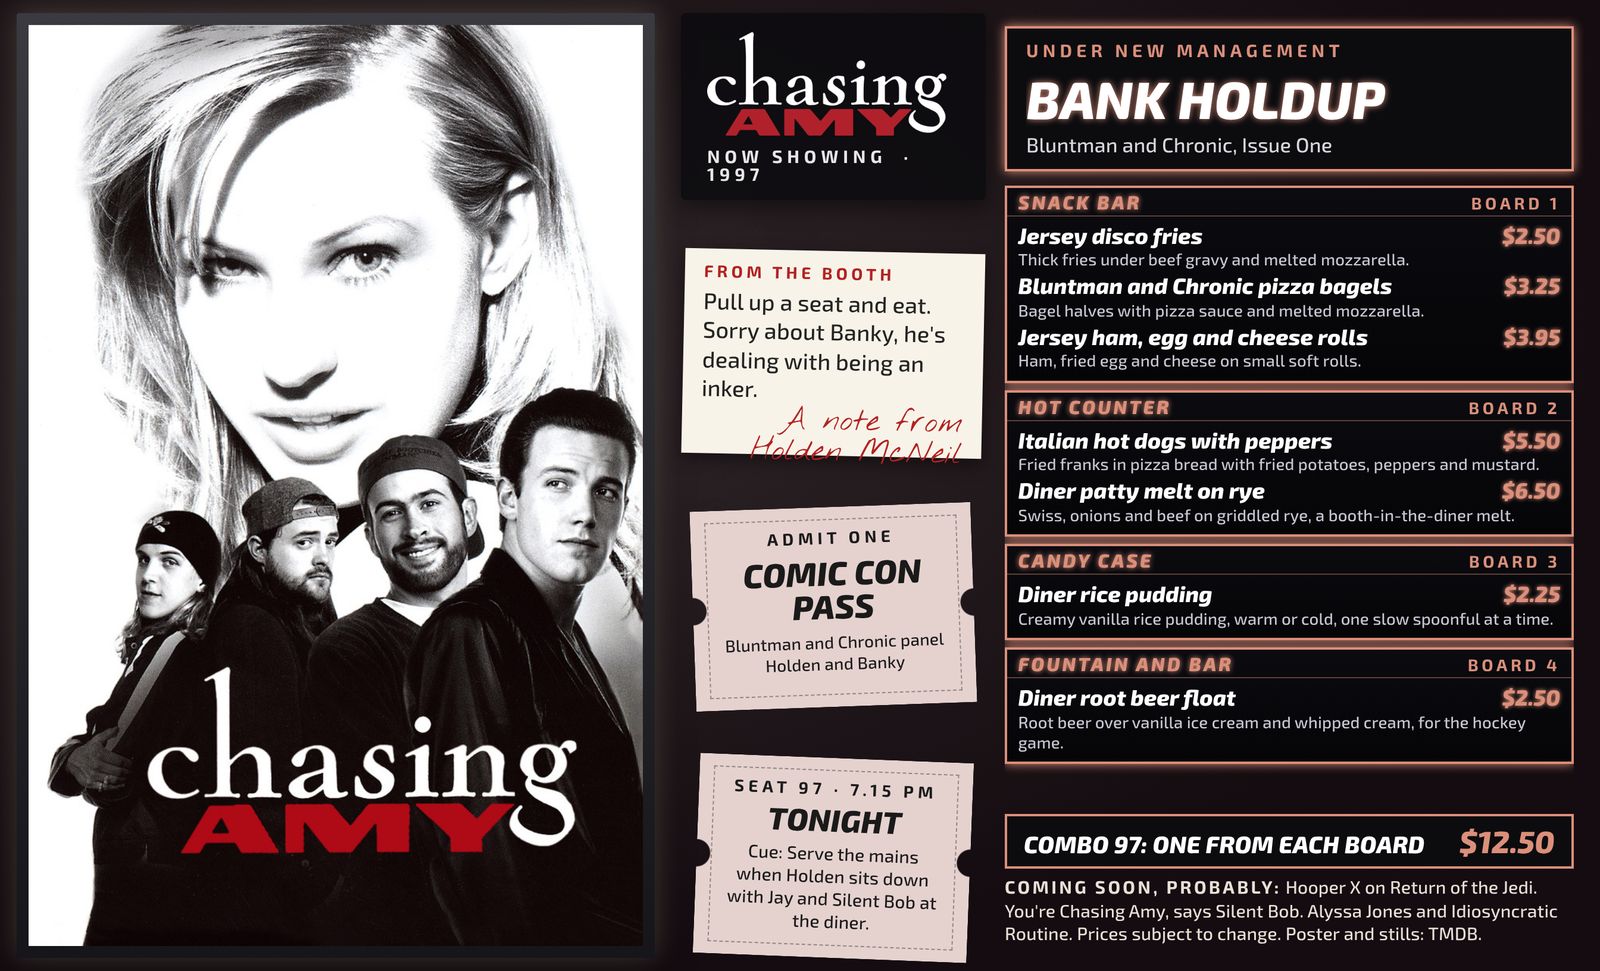 chasing
AMY
chasing
AMY
NOW SHOWING ·
1997
FROM THE BOOTH
Pull up a seat and eat.
Sorry about Banky, he's
dealing with being an
inker.
A note from
Holden McNeil
ADMIT ONE
COMIC CON
PASS
Bluntman and Chronic panel
Holden and Banky
SEAT 97 · 7.15 PM
TONIGHT
Cue: Serve the mains
when Holden sits down
with Jay and Silent Bob at
the diner.
UNDER NEW MANAGEMENT
BANK HOLDUP
Bluntman and Chronic, Issue One
SNACK BAR BOARD 1
Jersey disco fries $2.50
Thick fries under beef gravy and melted mozzarella.
Bluntman and Chronic pizza bagels $3.25
Bagel halves with pizza sauce and melted mozzarella.
Jersey ham, egg and cheese rolls $3.95
Ham, fried egg and cheese on small soft rolls.
HOT COUNTER BOARD 2
Italian hot dogs with peppers $5.50
Fried franks in pizza bread with fried potatoes, peppers and mustard.
Diner patty melt on rye $6.50
Swiss, onions and beef on griddled rye, a booth-in-the-diner melt.
CANDY CASE BOARD 3
Diner rice pudding $2.25
Creamy vanilla rice pudding, warm or cold, one slow spoonful at a time.
FOUNTAIN AND BAR BOARD 4
Diner root beer float $2.50
Root beer over vanilla ice cream and whipped cream, for the hockey
game.
COMBO 97: ONE FROM EACH BOARD $12.50
COMING SOON, PROBABLY: Hooper X on Return of the Jedi.
You're Chasing Amy, says Silent Bob. Alyssa Jones and Idiosyncratic
Routine. Prices subject to change. Poster and stills: TMDB.